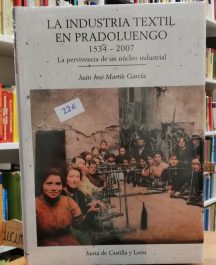 LA INDUSTRIA TEXTIL
EN PRADOLUENGO
1534 - 2007
La pervivencia de un núcleo industrial
Juan José Martín García
22€
Junta de Castilla y León